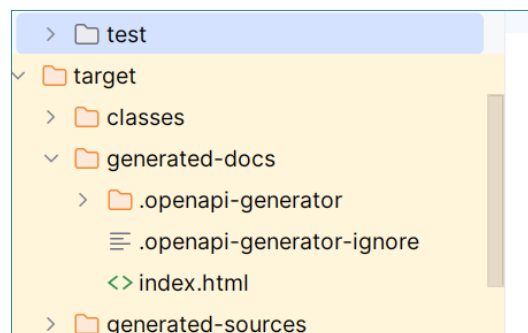 test
target
classes
generated-docs
.openapi-generator
.openapi-generator-ignore
index.html
generated-sources